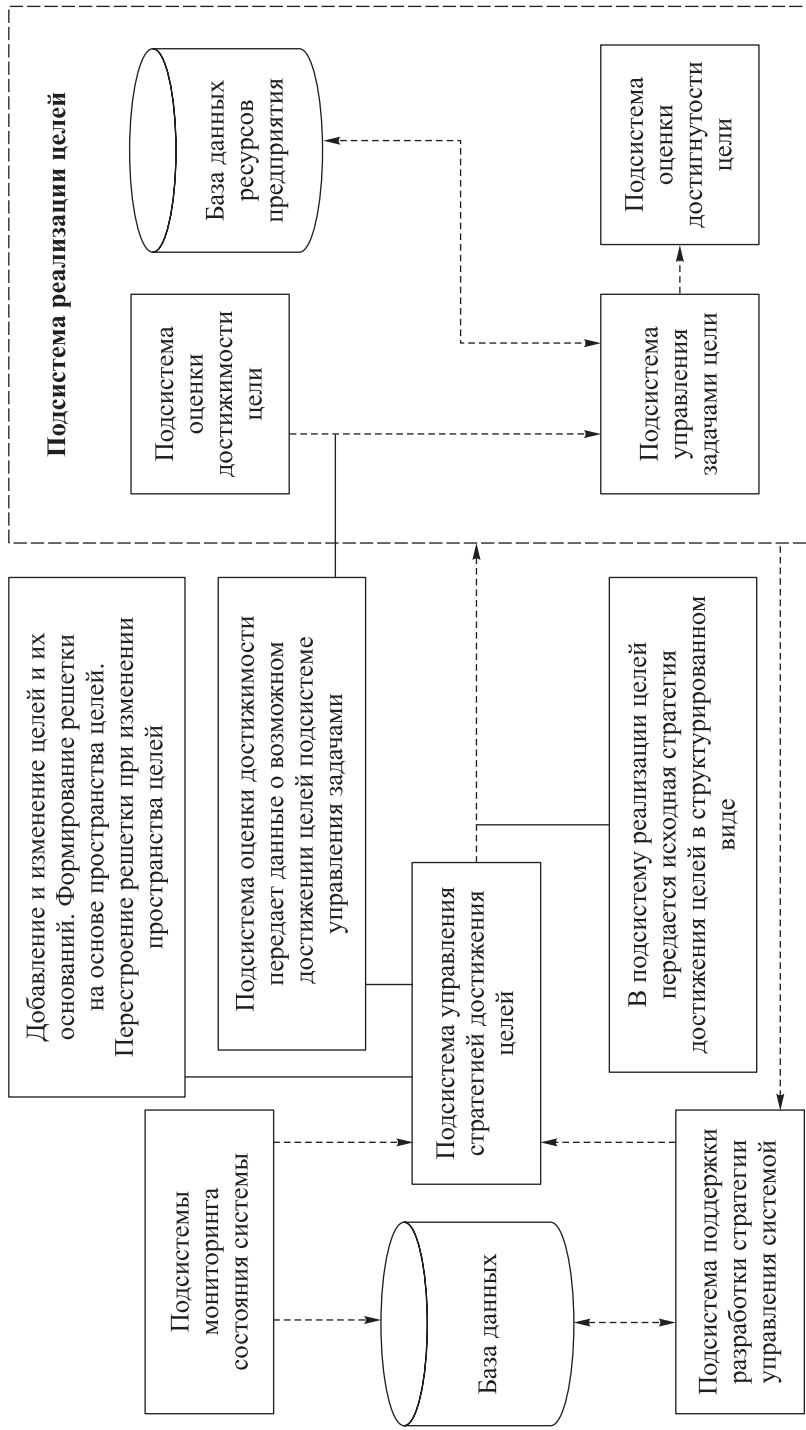 Подсистемы
мониторинга
состояния системы
База данных
Подсистема поддержки
разработки стратегии
управления системой
Добавление и изменение целей и их
оснований. Формирование решетки
на основе пространства целей.
Перестроение решетки при изменении
пространства целей
Подсистема оценки достижимости
передает данные о возможном
достижении целей подсистеме
управления задачами
Подсистема управления
стратегией достижения
целей
В подсистему реализации целей
передается исходная стратегия
достижения целей в структурированном
виде
Подсистема реализации целей
Подсистема
оценки
достижимости
цели
База данных
ресурсов
предприятия
Подсистема
управления
задачами цели
Подсистема
оценки
достигнутости
цели